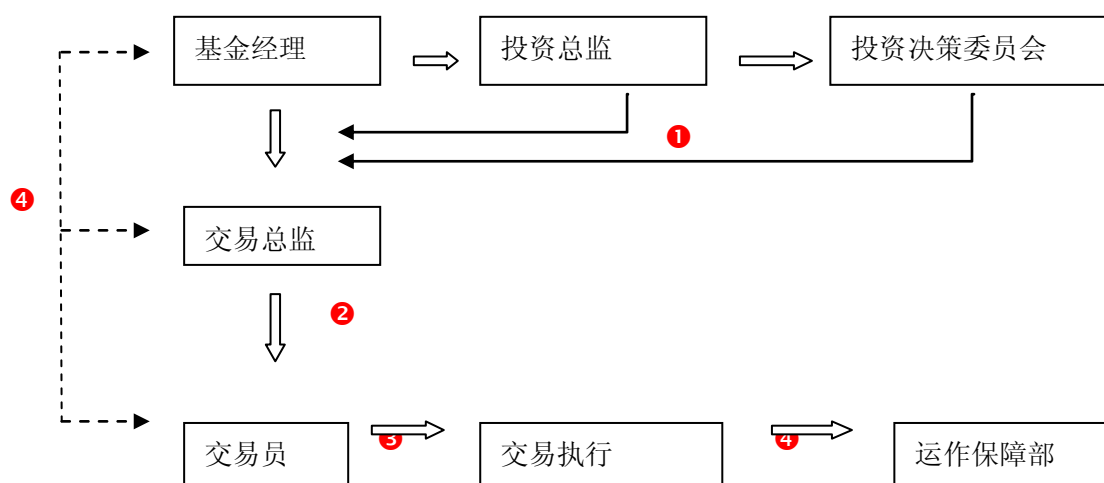 基金经理
投资总监
投资决策委员会
❶
❹
交易总监
❷
交易员
❸
交易执行
❹
运作保障部